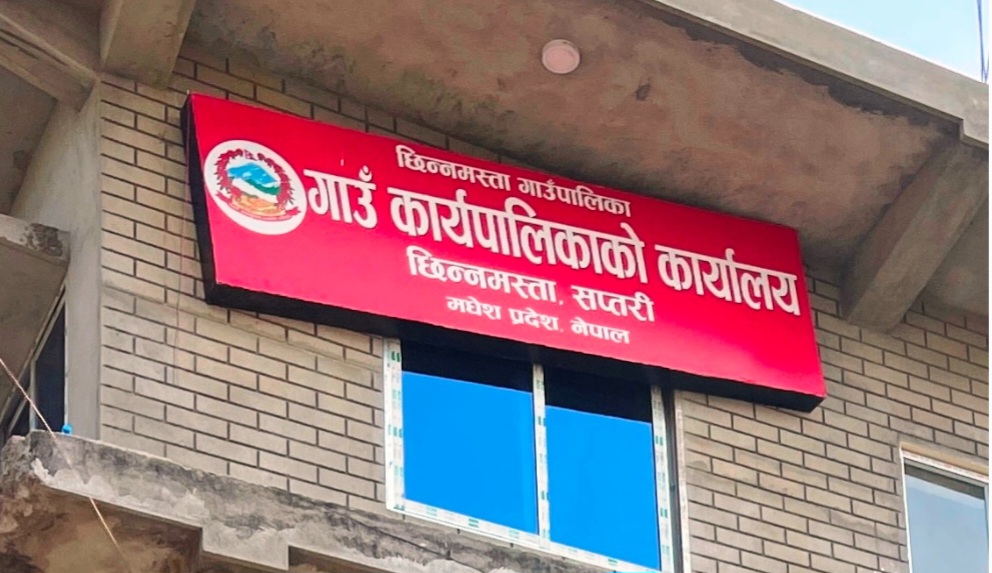 छिन्नमस्ता गाउँपालिका
गाउँ कार्यपालिकाको कार्यालय
छिन्नमस्ता, सप्तरी
मधेश प्रदेश, नेपाल